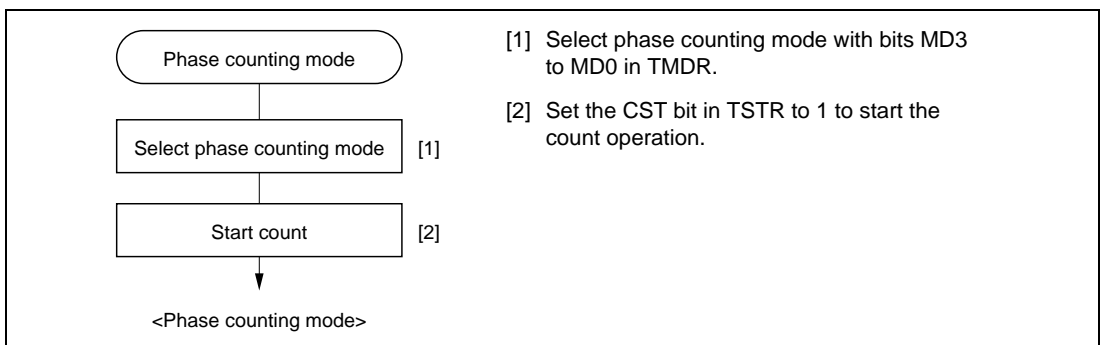 Phase counting mode
Select phase counting mode [1]
Start count [2]
<Phase counting mode>
[1] Select phase counting mode with bits MD3
to MD0 in TMDR.
[2] Set the CST bit in TSTR to 1 to start the
count operation.